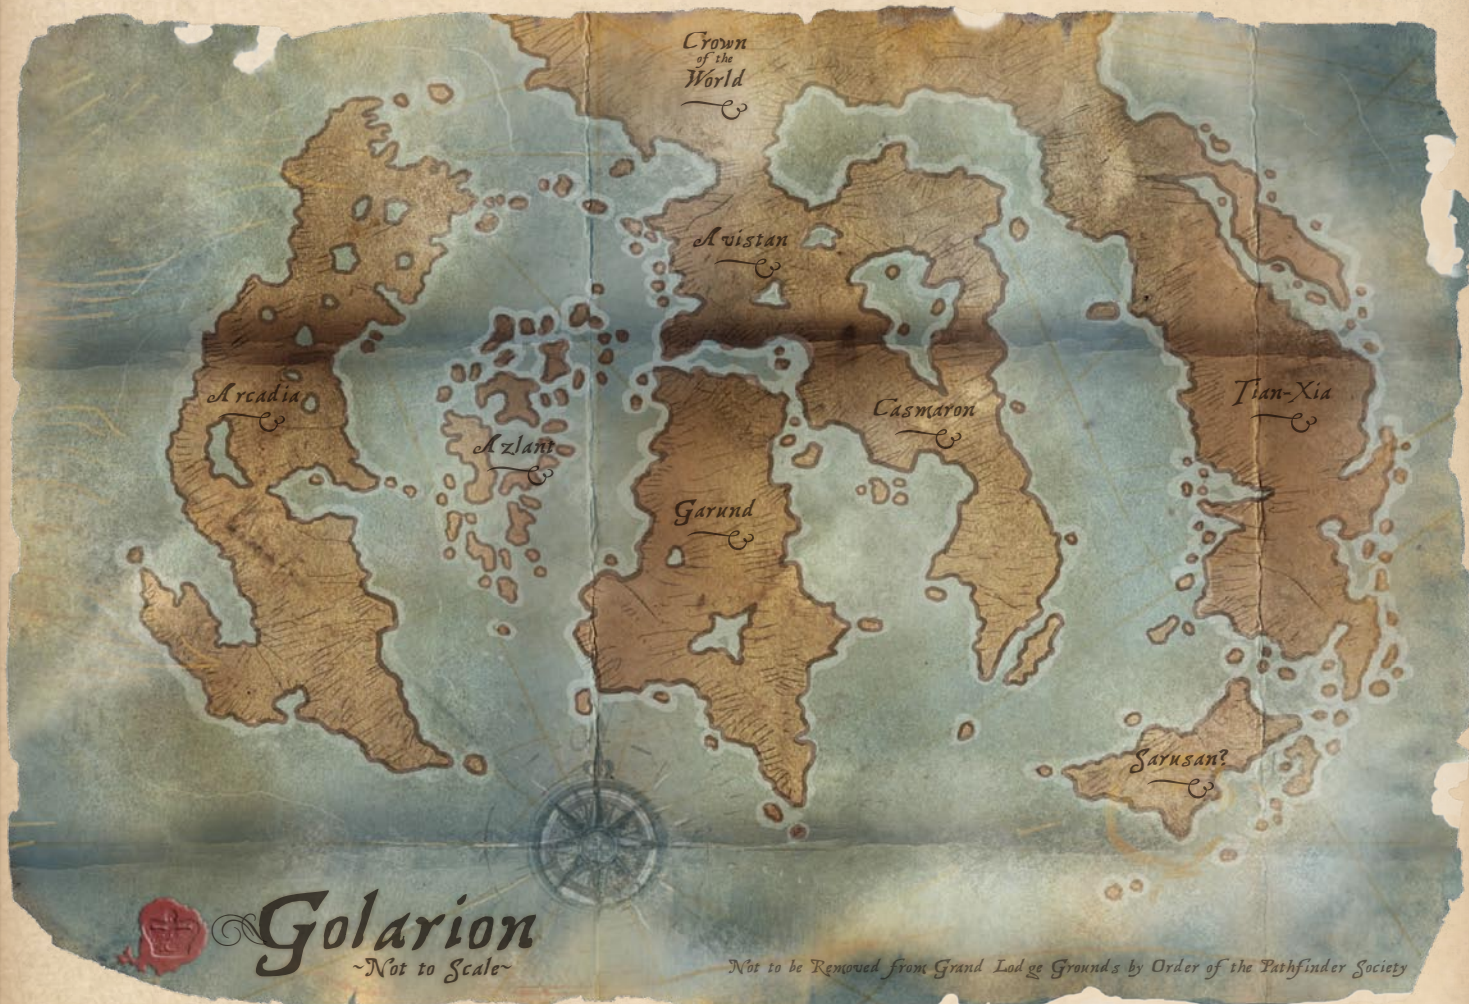 Crown
of the
World
Avistan
Arcadia
Casmaron
Tian-Xia
Azlant
Garund
Sarusan?
Golarion
~Not to Scale~
Not to be Removed from Grand Lodge Grounds by Order of the Pathfinder Society